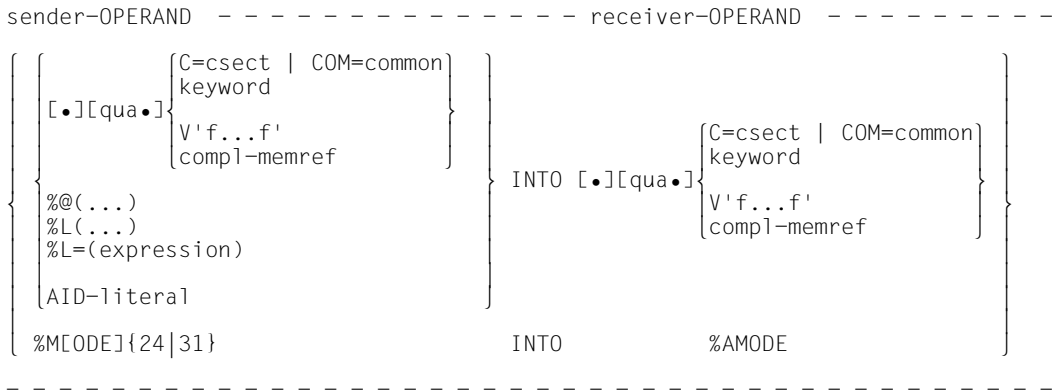 sender-OPERAND – – – – – – – – – – – – – – – – receiver-OPERAND – – – – – – – – –
C=csect | COM=common
keyword
[•][qua•]
V'f...f'
compl-memref
C=csect | COM=common
keyword
INTO [•][qua•]
%@(...)
V'f...f'
%L(...)
compl-memref
%L=(expression)
AID-literal
%M[ODE]{24|31} INTO %AMODE
– – – – – – – – – – – – – – – – – – – – – – – – – – – – – – – – – – – – –